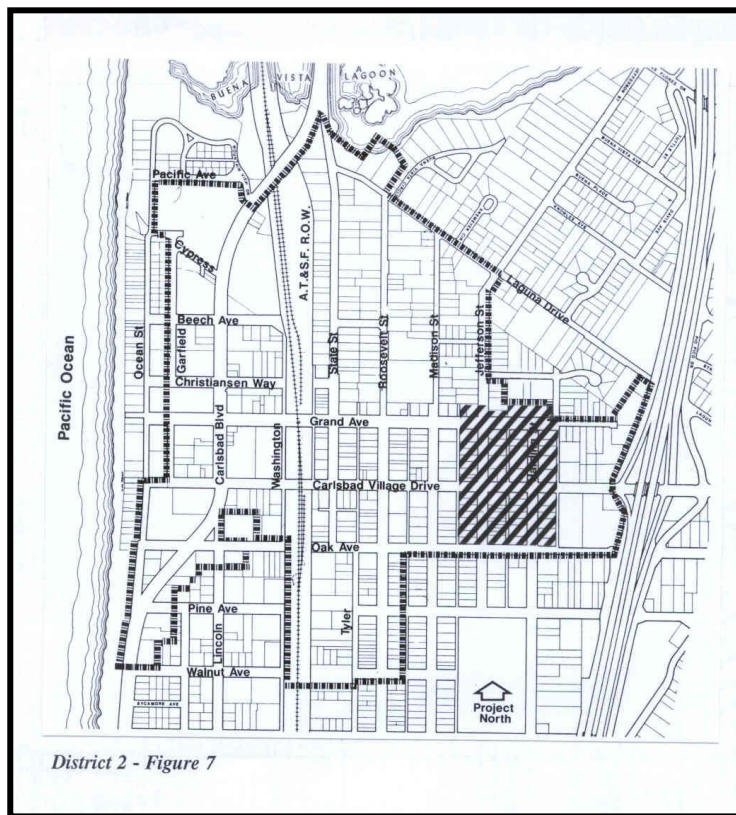 BUENA
VISTA
LAGOON
Pacific Ave
Cypress
A.T.&S.F. R.O.W.
Laguna Drive
Beech Ave
Ocean St
Garfield
State St
Roosevelt St
Madison St
Jefferson St
Christiansen Way
Pacific Ocean
Carlsbad Blvd
Washington
Grand Ave
Carlsbad Village Drive
Oak Ave
Pine Ave
Lincoln
Tyler
Walnut Ave
SYCAMORE AVE
Project
North
District 2 - Figure 7